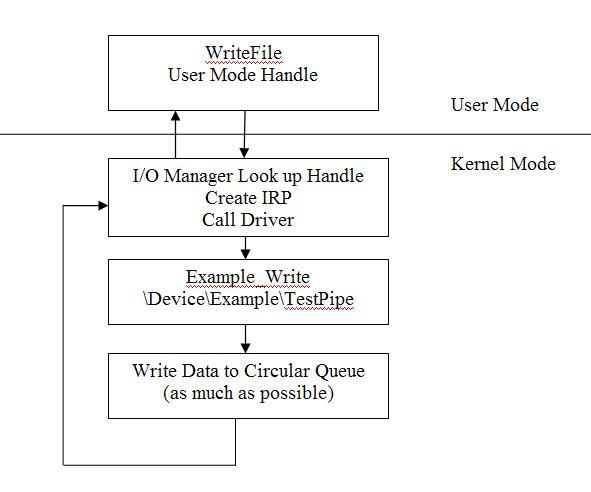 WriteFile
User Mode Handle
User Mode
Kernel Mode
I/O Manager Look up Handle
Create IRP
Call Driver
Example_Write
\Device\Example\TestPipe
Write Data to Circular Queue
(as much as possible)